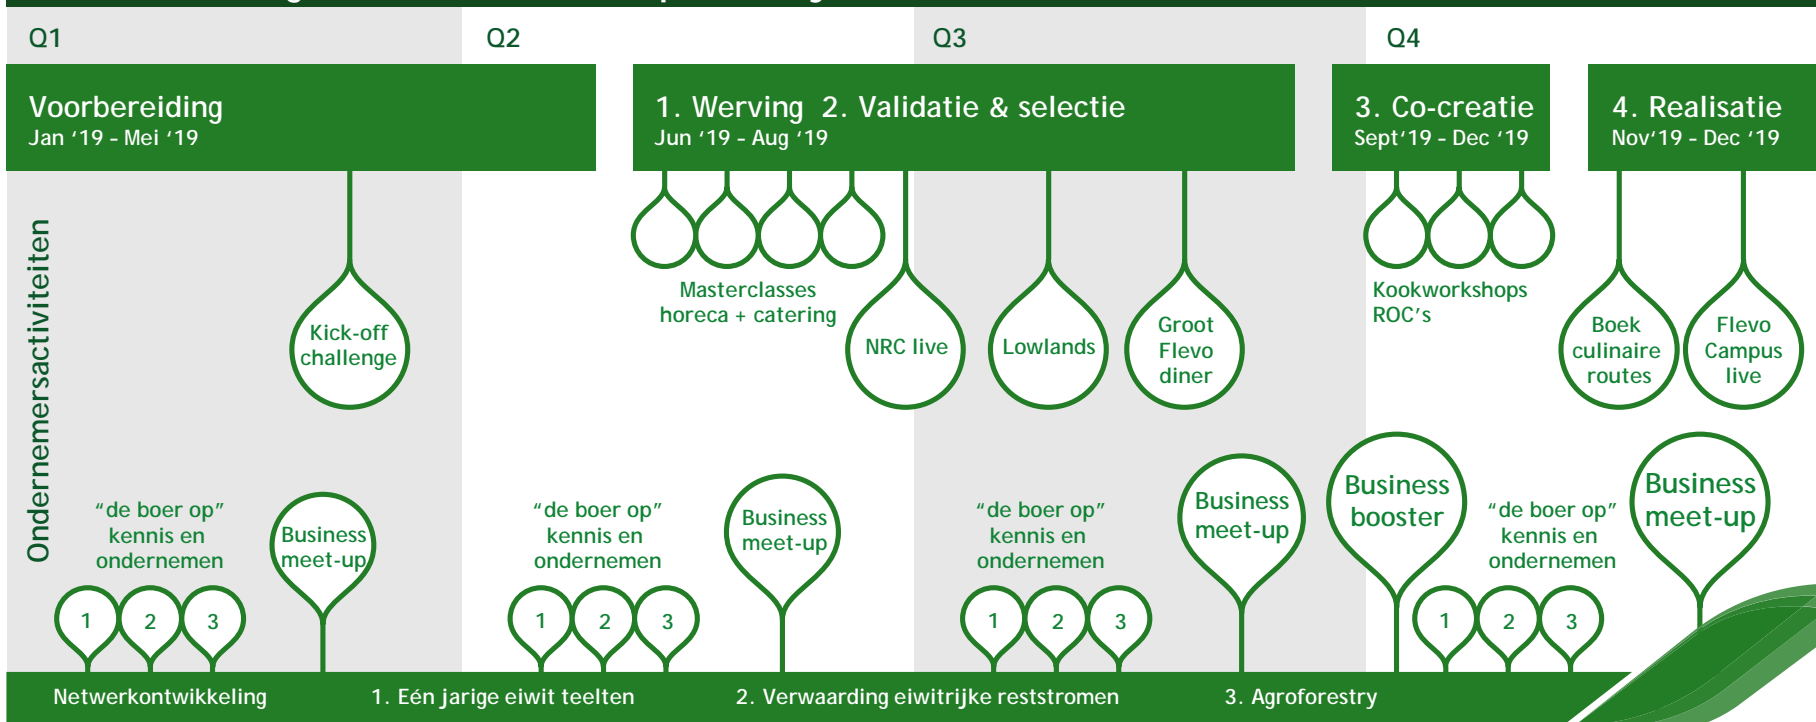 Q1
Q2
Q3
Q4
Voorbereiding
Jan ‘19 - Mei ‘19
1. Werving 2. Validatie & selectie
Jun ‘19 - Aug ‘19
3. Co-creatie
Sept‘19 - Dec ‘19
4. Realisatie
Nov‘19 - Dec ‘19
Ondernemersactiviteiten
Kick-off
challenge
Masterclasses
horeca + catering
NRC live
Lowlands
Groot
Flevo
diner
Kookworkshops
ROC’s
Boek
culinaire
routes
Flevo
Campus
live
“de boer op”
kennis en
ondernemen
1
2
3
Business
meet-up
“de boer op”
kennis en
ondernemen
1
2
3
Business
meet-up
“de boer op”
kennis en
ondernemen
1
2
3
Business
meet-up
Business
booster
“de boer op”
kennis en
ondernemen
1
2
3
Business
meet-up
Netwerkontwikkeling
1. Eén jarige eiwit teelten
2. Verwaarding eiwitrijke reststromen
3. Agroforestry